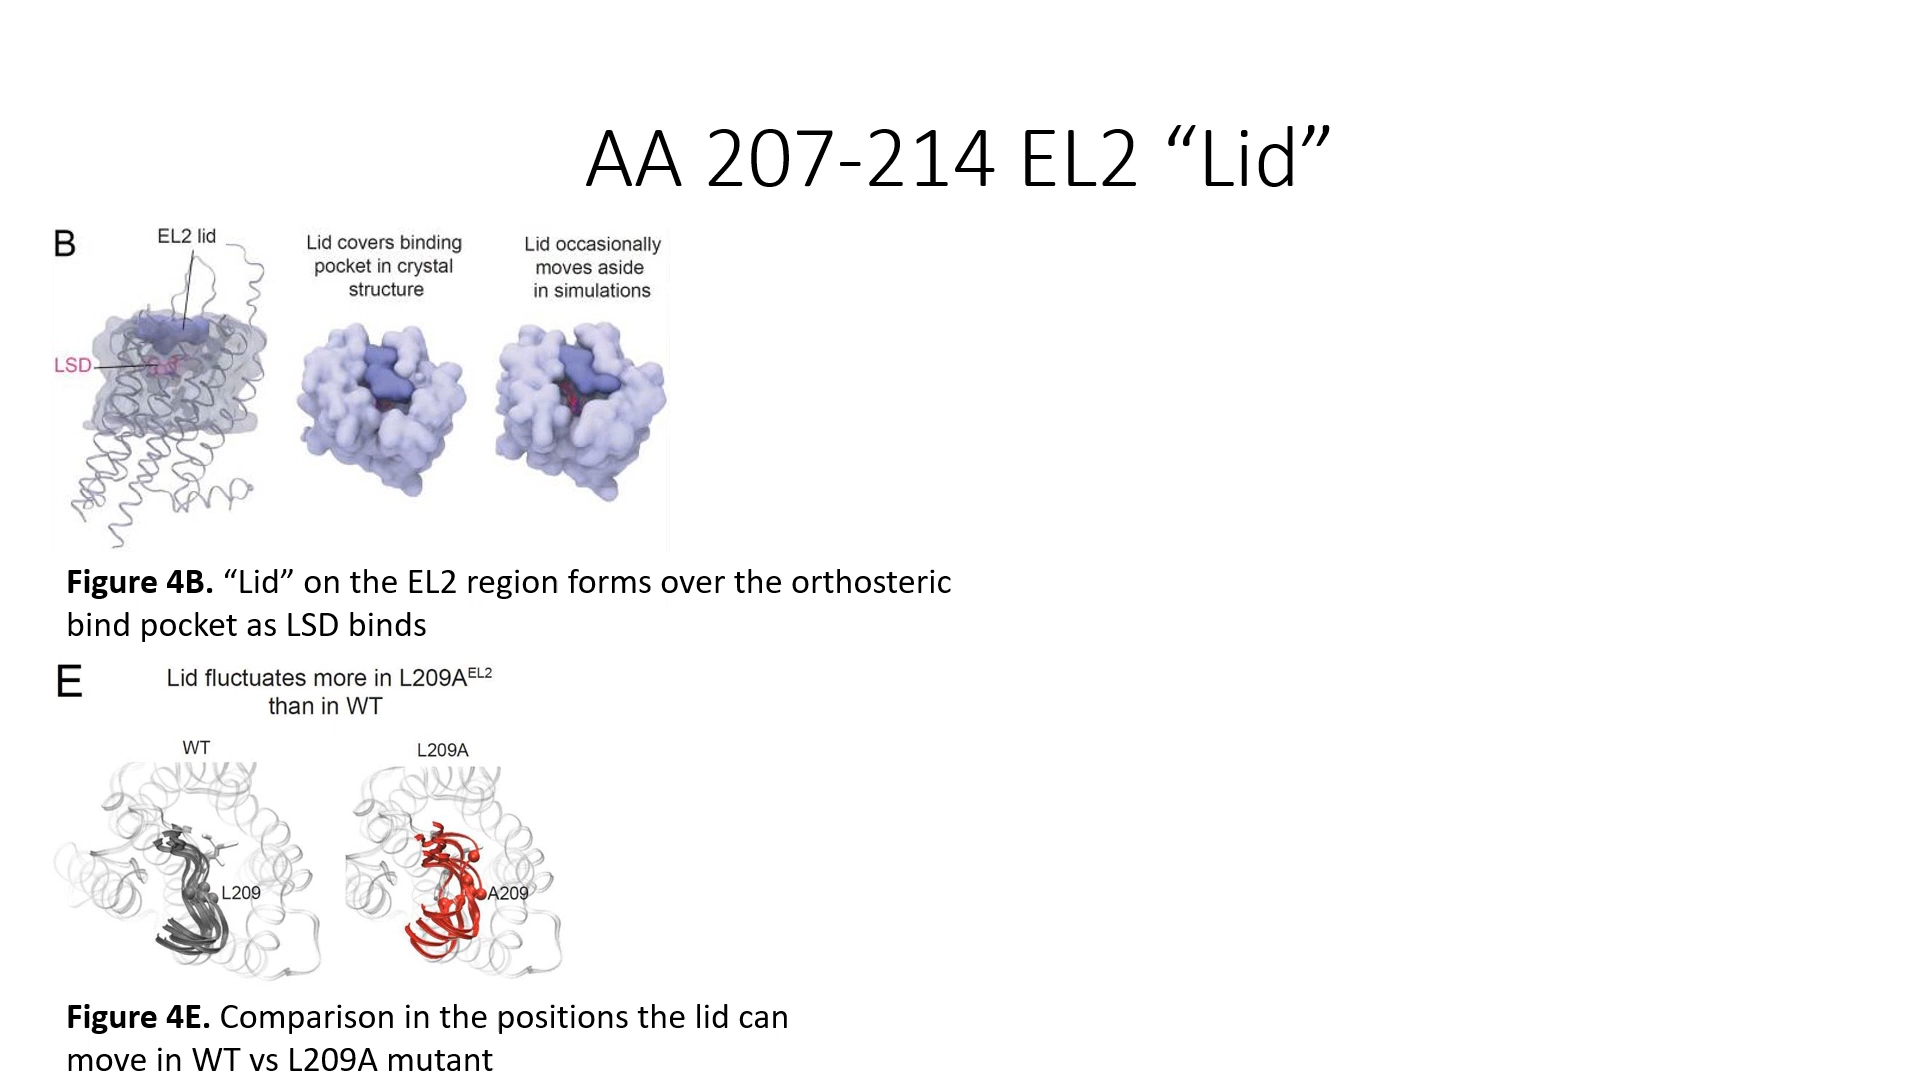 AA 207-214 EL2 “Lid”
B
EL2 lid
LSD
Lid covers binding
pocket in crystal
structure
Lid occasionally
moves aside
in simulations
Figure 4B. “Lid” on the EL2 region forms over the orthosteric
bind pocket as LSD binds
E
Lid fluctuates more in L209A^EL2
than in WT
WT
L209
L209A
A209
Figure 4E. Comparison in the positions the lid can
move in WT vs L209A mutant